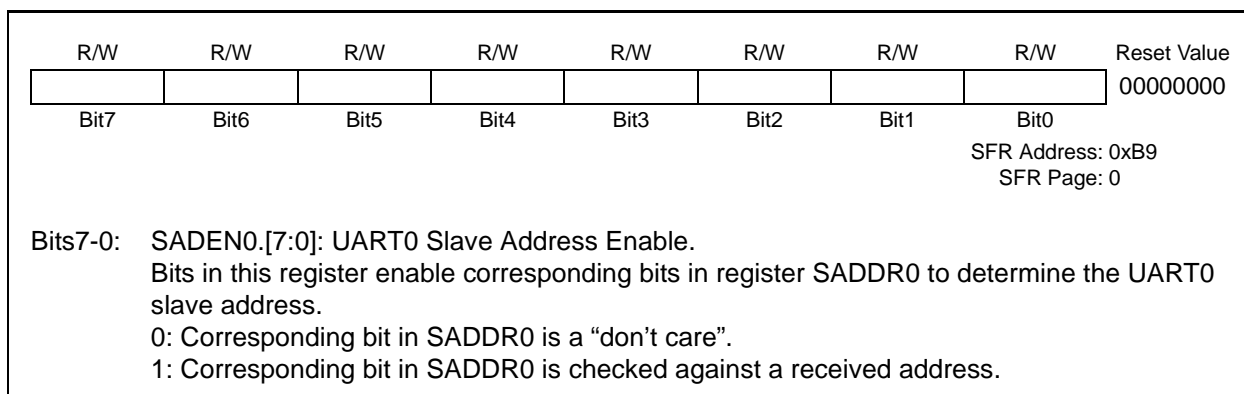 R/W R/W R/W R/W R/W R/W R/W R/W Reset Value
00000000
Bit7 Bit6 Bit5 Bit4 Bit3 Bit2 Bit1 Bit0
SFR Address: 0xB9
SFR Page: 0
Bits7-0: SADEN0.[7:0]: UART0 Slave Address Enable.
Bits in this register enable corresponding bits in register SADDR0 to determine the UART0
slave address.
0: Corresponding bit in SADDR0 is a “don’t care”.
1: Corresponding bit in SADDR0 is checked against a received address.